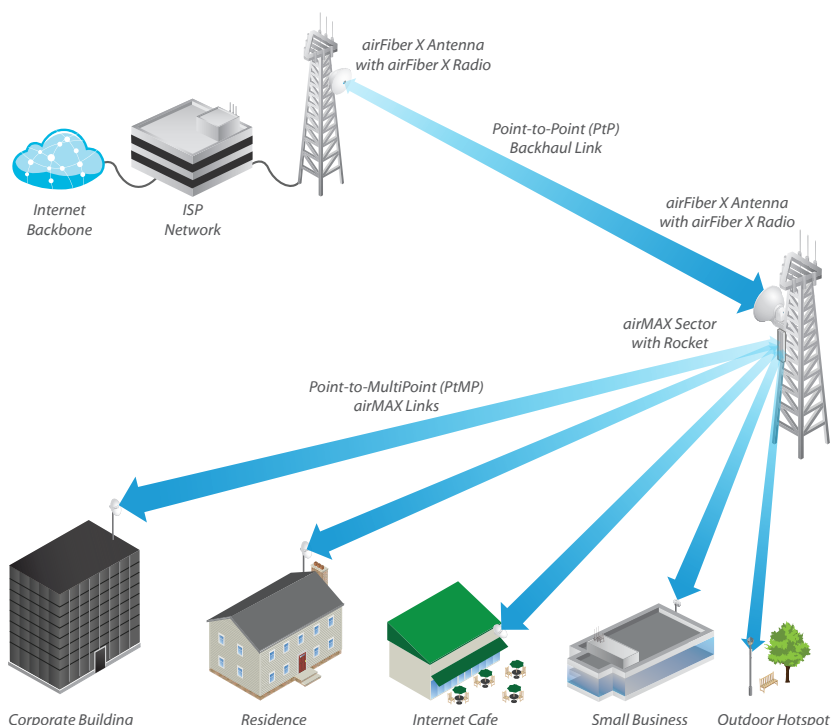 airFiber X Antenna
with airFiber X Radio
Point-to-Point (PtP)
Backhaul Link
Internet
Backbone
ISP
Network
airFiber X Antenna
with airFiber X Radio
airMAX Sector
with Rocket
Point-to-MultiPoint (PtMP)
airMAX Links
Corporate Building
Residence
Internet Cafe
Small Business
Outdoor Hotspot